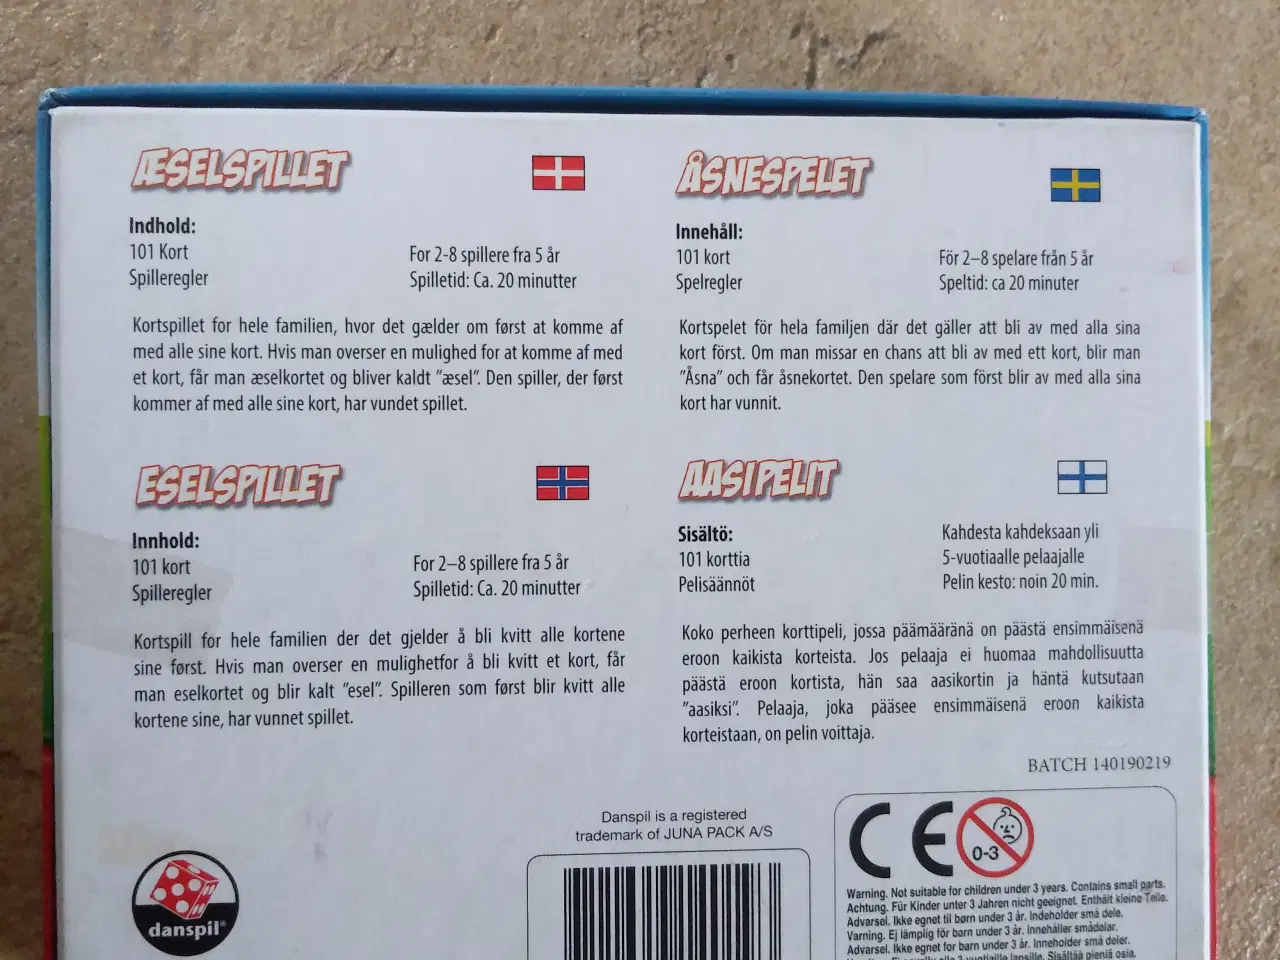 ÆSELSPILLET
Indhold:
101 Kort
Spilleregler
For 2-8 spillere fra 5 år
Spilletid: Ca. 20 minutter
Kortspillet for hele familien, hvor det gælder om først at komme af
med alle sine kort. Hvis man overser en mulighed for at komme af med
et kort, får man æselkortet og bliver kaldt "æsel". Den spiller, der først
kommer af med alle sine kort, har vundet spillet.
ÅSNESPELET
Innehåll:
101 kort
Spelregler
För 2–8 spelare från 5 år
Speltid: ca 20 minuter
Kortspelet för hela familjen där det gäller att bli av med alla sina
kort först. Om man missar en chans att bli av med ett kort, blir man
"Åsna" och får åsnekortet. Den spelare som först blir av med alla sina
kort har vunnit.
ESELSPILLET
Innhold:
101 kort
Spilleregler
For 2–8 spillere fra 5 år
Spilletid: Ca. 20 minutter
Kortspill for hele familien der det gjelder å bli kvitt alle kortene
sine først. Hvis man overser en mulighetfor å bli kvitt et kort, får
man eselkortet og blir kalt "esel". Spilleren som først blir kvitt alle
kortene sine, har vunnet spillet.
AASIPELIT
Sisältö:
101 korttia
Pelisäännöt
Kahdesta kahdeksaan yli
5-vuotiaalle pelaajalle
Pelin kesto: noin 20 min.
Koko perheen korttipeli, jossa päämääränä on päästä ensimmäisenä
eroon kaikista korteista. Jos pelaaja ei huomaa mahdollisuutta
päästä eroon kortista, hän saa aasikortin ja häntä kutsutaan
"aasiksi". Pelaaja, joka pääsee ensimmäisenä eroon kaikista
korteistaan, on pelin voittaja.
BATCH 140190219
Danspil is a registered
trademark of JUNA PACK A/S
danspil®
CE
0-3
Warning. Not suitable for children under 3 years. Contains small parts.
Achtung. Für Kinder unter 3 Jahren nicht geeignet. Enthält kleine Teile.
Advarsel. Ikke egnet til børn under 3 år. Indeholder små dele.
Varning. Ej lämplig för barn under 3 år. Innehåller smådelar.
Advarsel. Ikke egnet for barn under 3 år. Inneholder små deler.
3-vuotiaille lapsille. Sisältää pieniä osia.